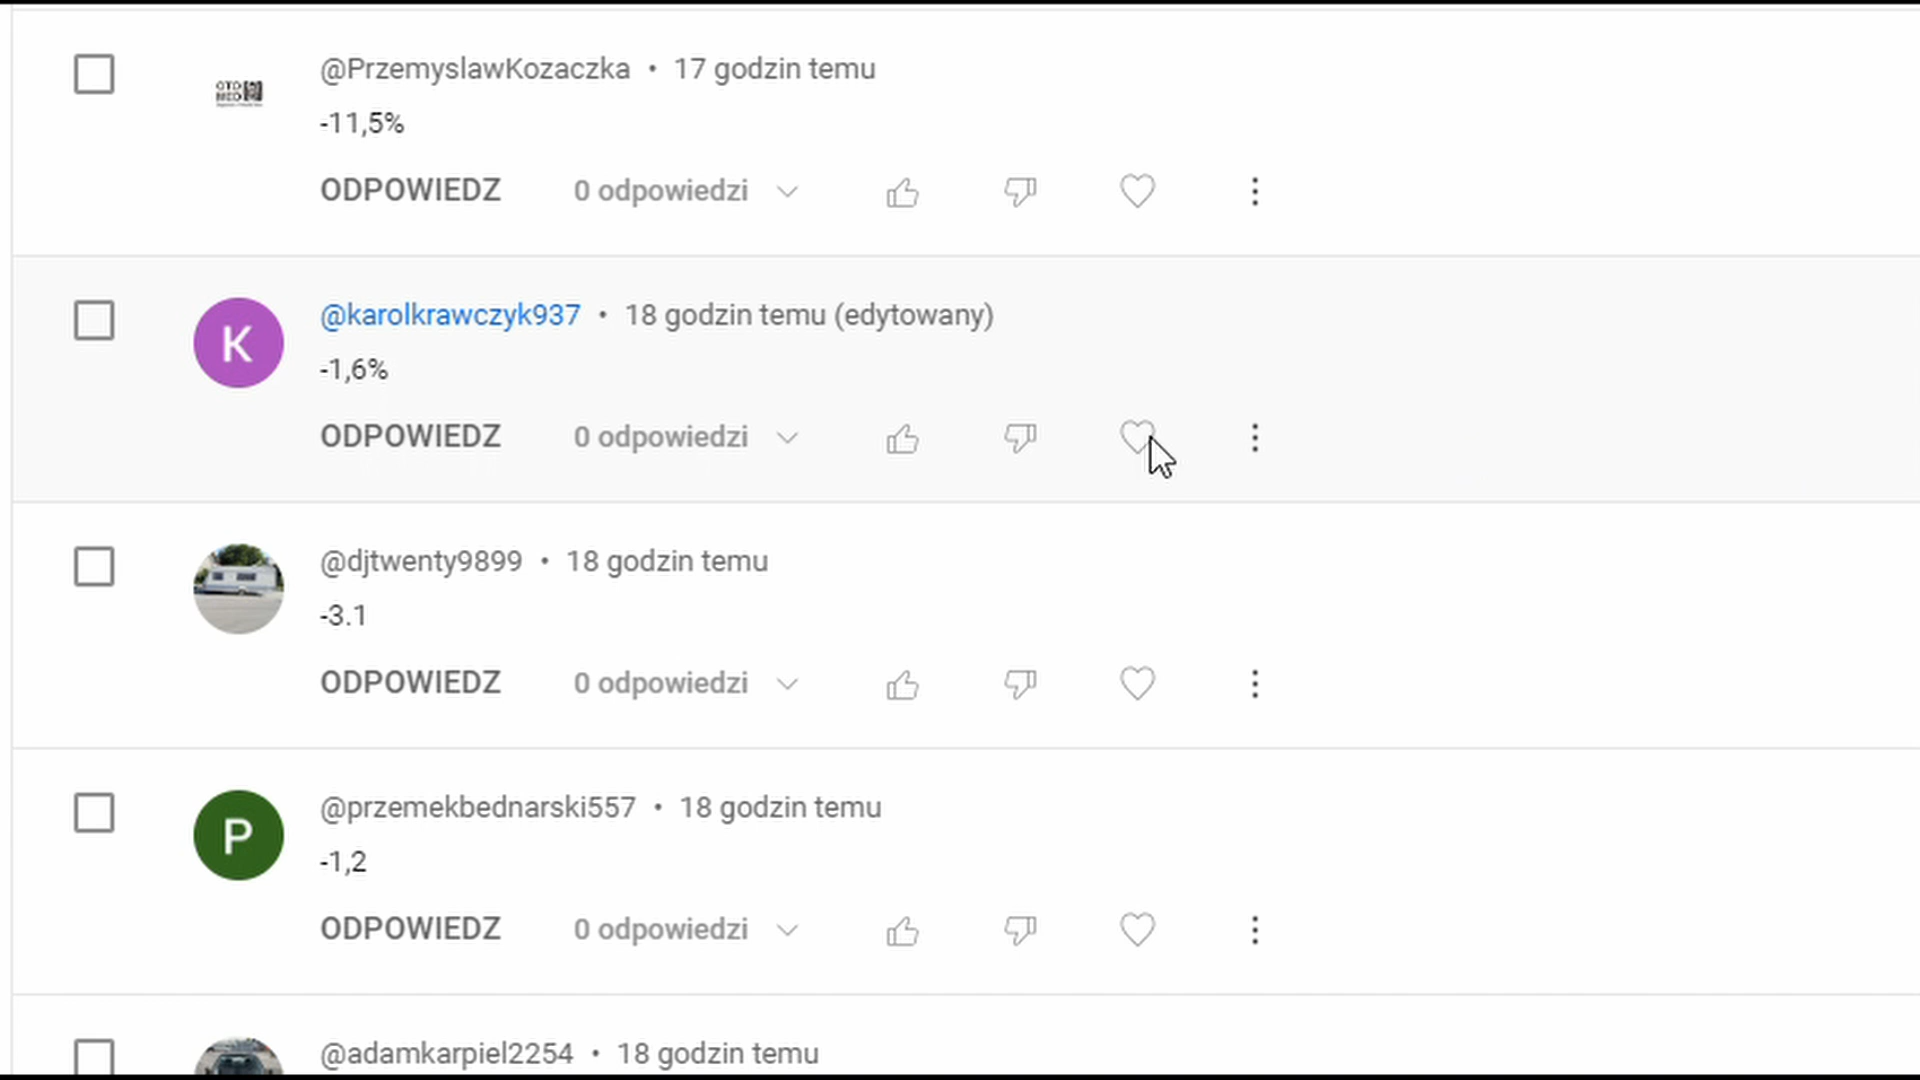 @PrzemyslawKozaczka • 17 godzin temu
-11,5%
ODPOWIEDZ 0 odpowiedzi
K
@karolkrawczyk937 • 18 godzin temu (edytowany)
-1,6%
ODPOWIEDZ 0 odpowiedzi
@djtwenty9899 • 18 godzin temu
-3.1
ODPOWIEDZ 0 odpowiedzi
P
@przemekbednarski557 • 18 godzin temu
-1,2
ODPOWIEDZ 0 odpowiedzi
@adamkarpiel2254 • 18 godzin temu